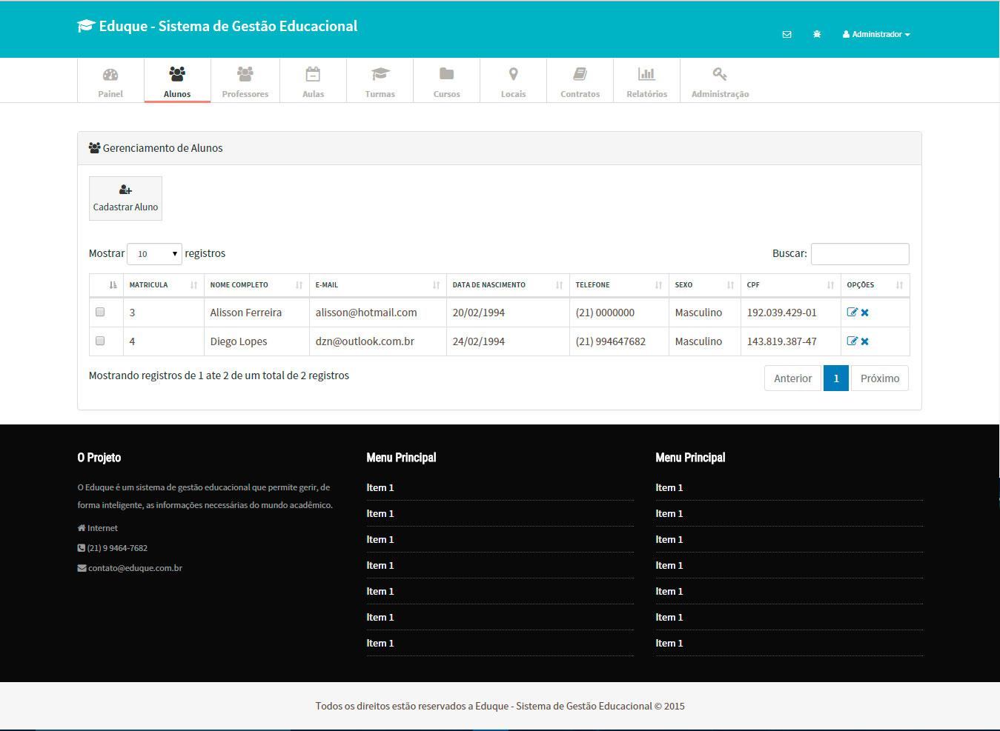 Eduque - Sistema de Gestão Educacional
Administrador
Painel Alunos Professores Aulas Turmas Cursos Locais Contratos Relatórios Administração
Gerenciamento de Alunos
Cadastrar Aluno
Mostrar 10 registros Buscar:
MATRICULA NOME COMPLETO E-MAIL DATA DE NASCIMENTO TELEFONE SEXO CPF OPÇÕES
3 Alisson Ferreira alisson@hotmail.com 20/02/1994 (21) 0000000 Masculino 192.039.429-01
4 Diego Lopes dzn@outlook.com.br 24/02/1994 (21) 994647682 Masculino 143.819.387-47
Mostrando registros de 1 ate 2 de um total de 2 registros
Anterior 1 Próximo
O Projeto
O Eduque é um sistema de gestão educacional que permite gerir, de
forma inteligente, as informações necessárias do mundo acadêmico.
Internet
(21) 9 9464-7682
contato@eduque.com.br
Menu Principal
Item 1
Item 1
Item 1
Item 1
Item 1
Item 1
Item 1
Menu Principal
Item 1
Item 1
Item 1
Item 1
Item 1
Item 1
Item 1
Todos os direitos estão reservados a Eduque - Sistema de Gestão Educacional © 2015